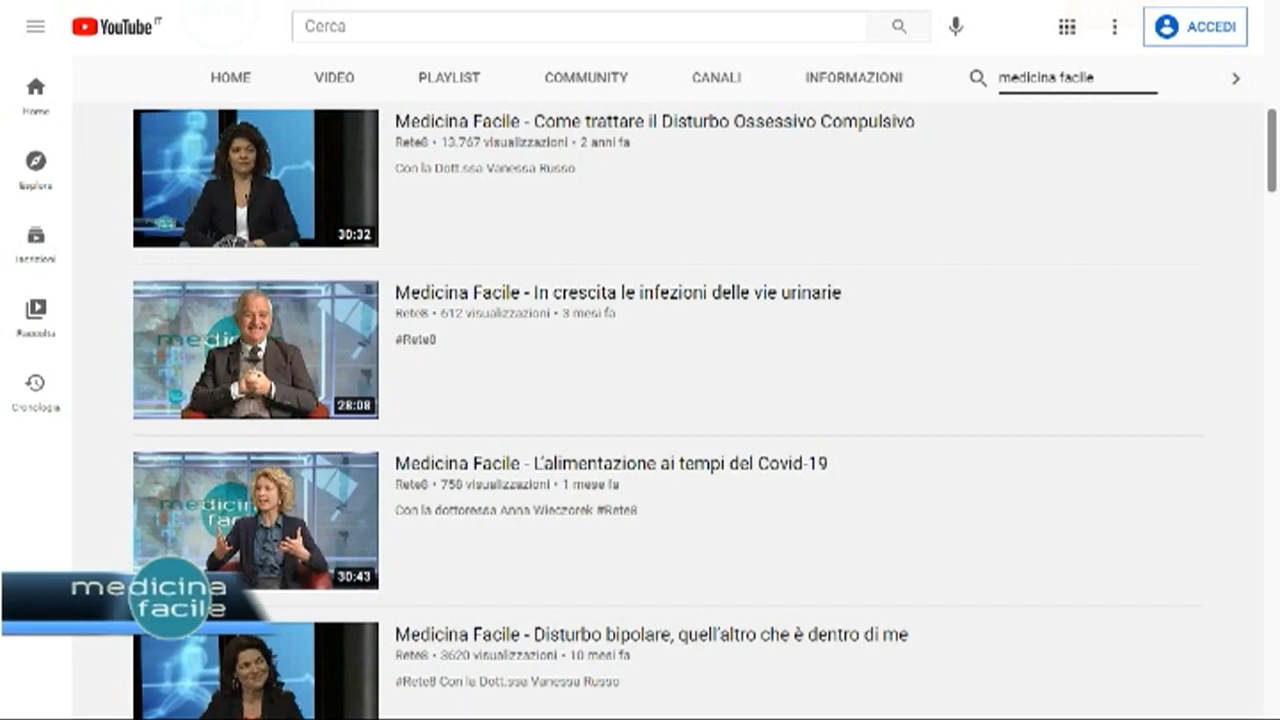 YouTube IT
Cerca
ACCEDI
HOME VIDEO PLAYLIST COMMUNITY CANALI INFORMAZIONI medicina facile
Home
Esplora
Iscrizioni
Raccolta
Cronologia
Medicina Facile - Come trattare il Disturbo Ossessivo Compulsivo
Rete8 • 13.767 visualizzazioni • 2 anni fa
Con la Dott.ssa Vanessa Russo
30:32
Medicina Facile - In crescita le infezioni delle vie urinarie
Rete8 • 612 visualizzazioni • 3 mesi fa
#Rete8
medici
28:08
Medicina Facile - L'alimentazione ai tempi del Covid-19
Rete8 • 758 visualizzazioni • 1 mese fa
Con la dottoressa Anna Wieczorek #Rete8
medicin
fac
30:43
medicina
facile
Medicina Facile - Disturbo bipolare, quell'altro che è dentro di me
Rete8 • 3620 visualizzazioni • 10 mesi fa
#Rete8 Con la Dott.ssa Vanessa Russo